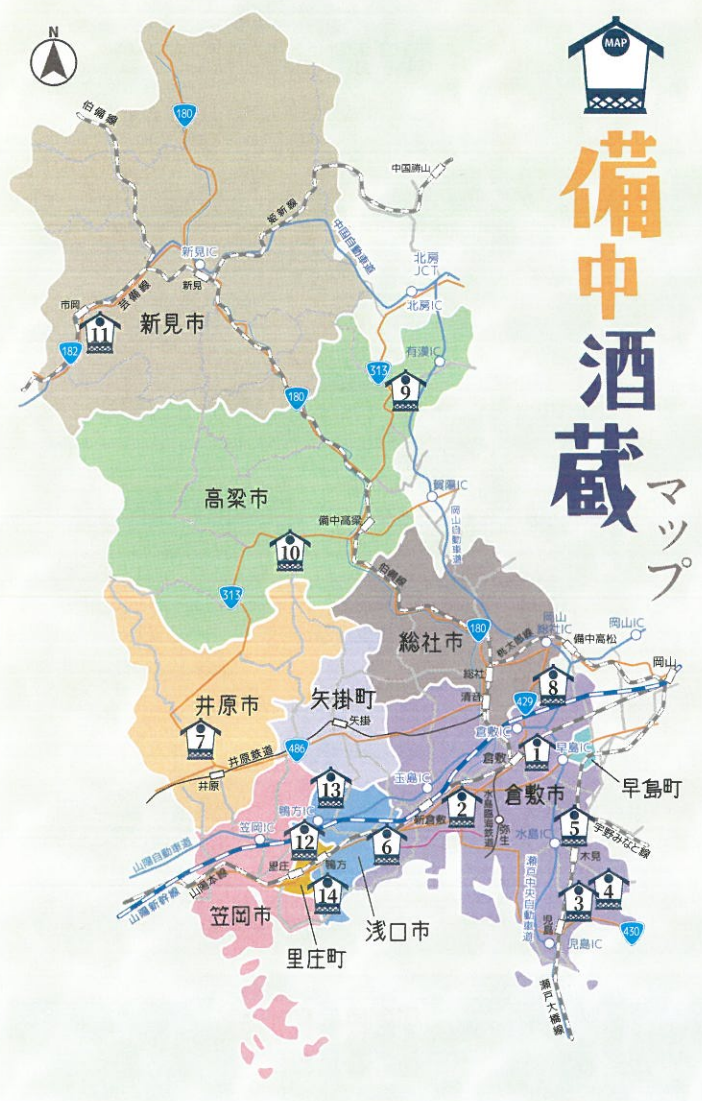 N
MAP
備中酒蔵
マップ
180
伯備線
中国勝山
姫新線
中国自動車道
新見IC
新見
北房JCT
北房IC
市岡
芸備線
新見市
11
182
有漢IC
313
9
180
高梁市
賀陽IC
岡山自動車道
備中高梁
10
313
伯備線
総社市
180
桃太郎線
岡山総社IC
備中高松
岡山IC
岡山
総社
清音
8
429
井原市
矢掛町
矢掛
7
井原鉄道
486
井原
倉敷IC
倉敷
1
早島IC
早島町
13
玉島IC
2
倉敷市
鴨方IC
新倉敷
水島臨海鉄道
弥生
水島IC
5
宇野みなと線
木見
笠岡IC
12
6
山陽自動車道
里庄
鴨方
山陽本線
山陽新幹線
14
瀬戸中央自動車道
3
4
笠岡市
浅口市
里庄町
児島
児島IC
430
瀬戸大橋線